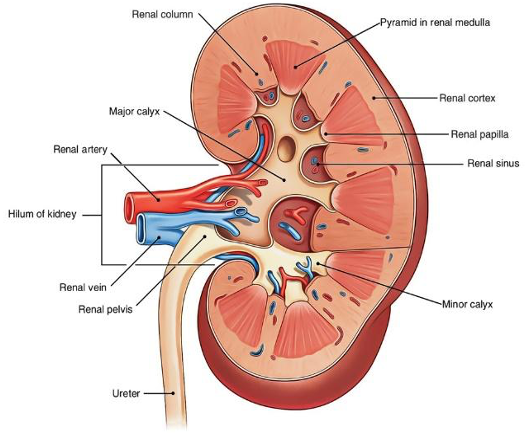 Renal column
Pyramid in renal medulla
Major calyx
Renal cortex
Renal artery
Renal papilla
Renal sinus
Hilum of kidney
Renal vein
Renal pelvis
Minor calyx
Ureter